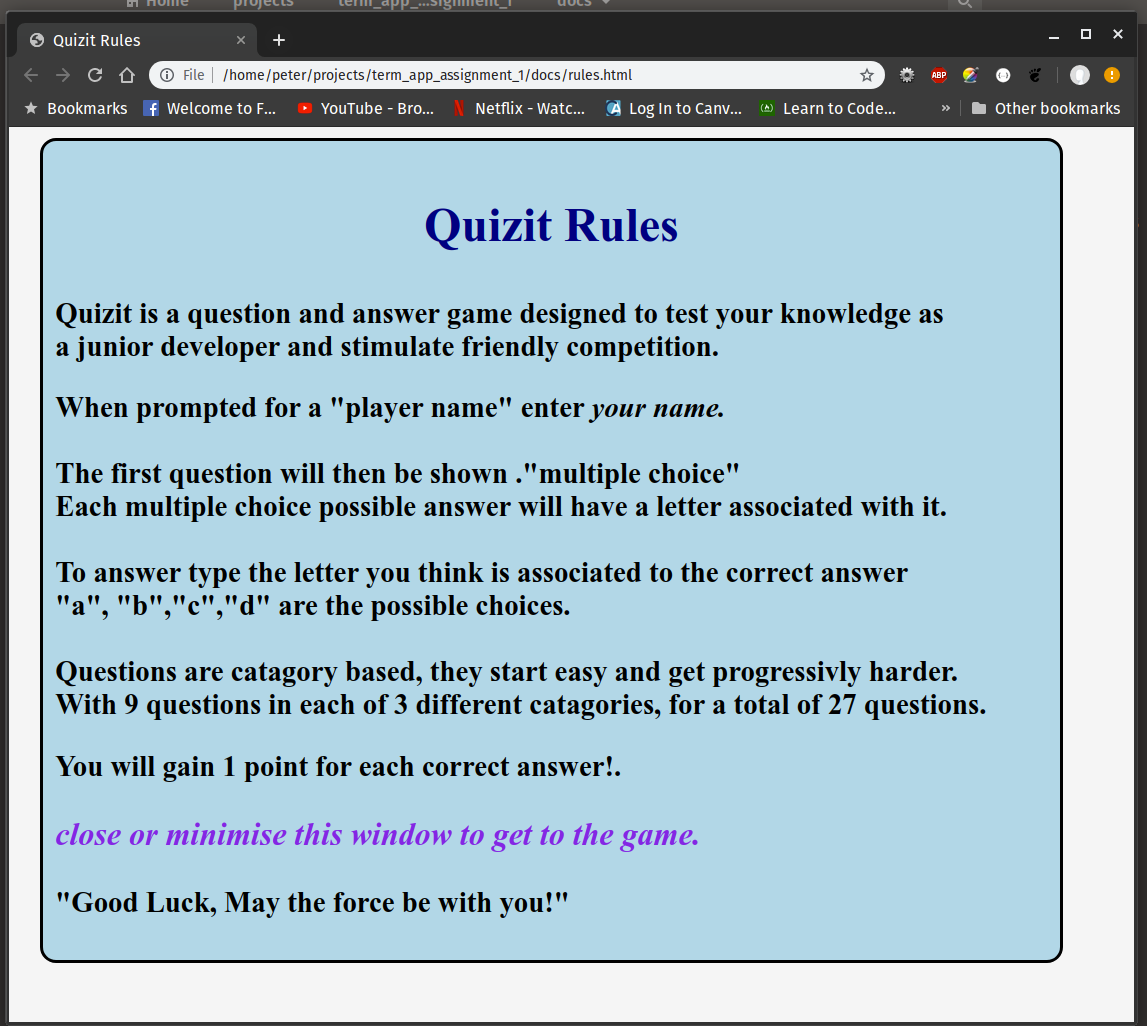 Home projects term_app_...signment_1 docs
Quizit Rules
File /home/peter/projects/term_app_assignment_1/docs/rules.html
ABP
Bookmarks Welcome to F... YouTube - Bro... Netflix - Watc... Log In to Canv... Learn to Code... » Other bookmarks
Quizit Rules
Quizit is a question and answer game designed to test your knowledge as
a junior developer and stimulate friendly competition.
When prompted for a "player name" enter your name.
The first question will then be shown ."multiple choice"
Each multiple choice possible answer will have a letter associated with it.
To answer type the letter you think is associated to the correct answer
"a", "b","c","d" are the possible choices.
Questions are catagory based, they start easy and get progressivly harder.
With 9 questions in each of 3 different catagories, for a total of 27 questions.
You will gain 1 point for each correct answer!.
close or minimise this window to get to the game.
"Good Luck, May the force be with you!"